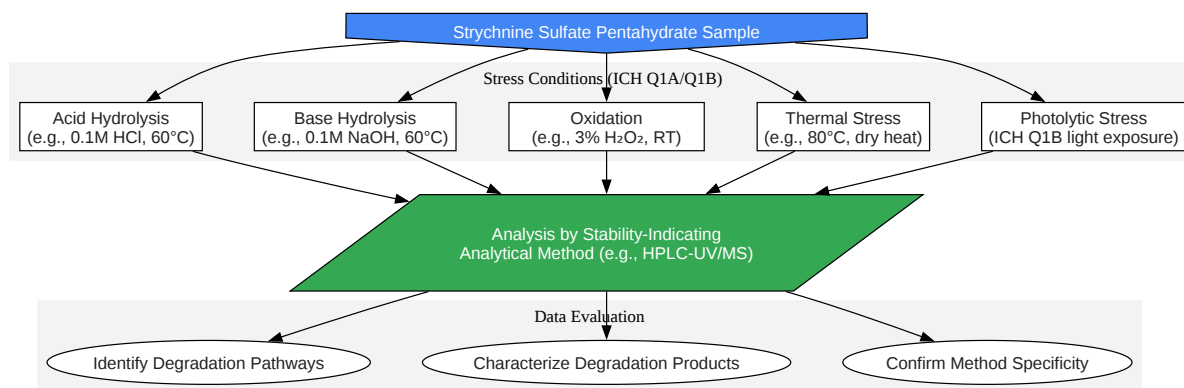 Strychnine Sulfate Pentahydrate Sample
Stress Conditions (ICH Q1A/Q1B)
Acid Hydrolysis
(e.g., 0.1M HCl, 60°C)
Base Hydrolysis
(e.g., 0.1M NaOH, 60°C)
Oxidation
(e.g., 3% H₂O₂, RT)
Thermal Stress
(e.g., 80°C, dry heat)
Photolytic Stress
(ICH Q1B light exposure)
Analysis by Stability-Indicating
Analytical Method (e.g., HPLC-UV/MS)
Data Evaluation
Identify Degradation Pathways
Characterize Degradation Products
Confirm Method Specificity